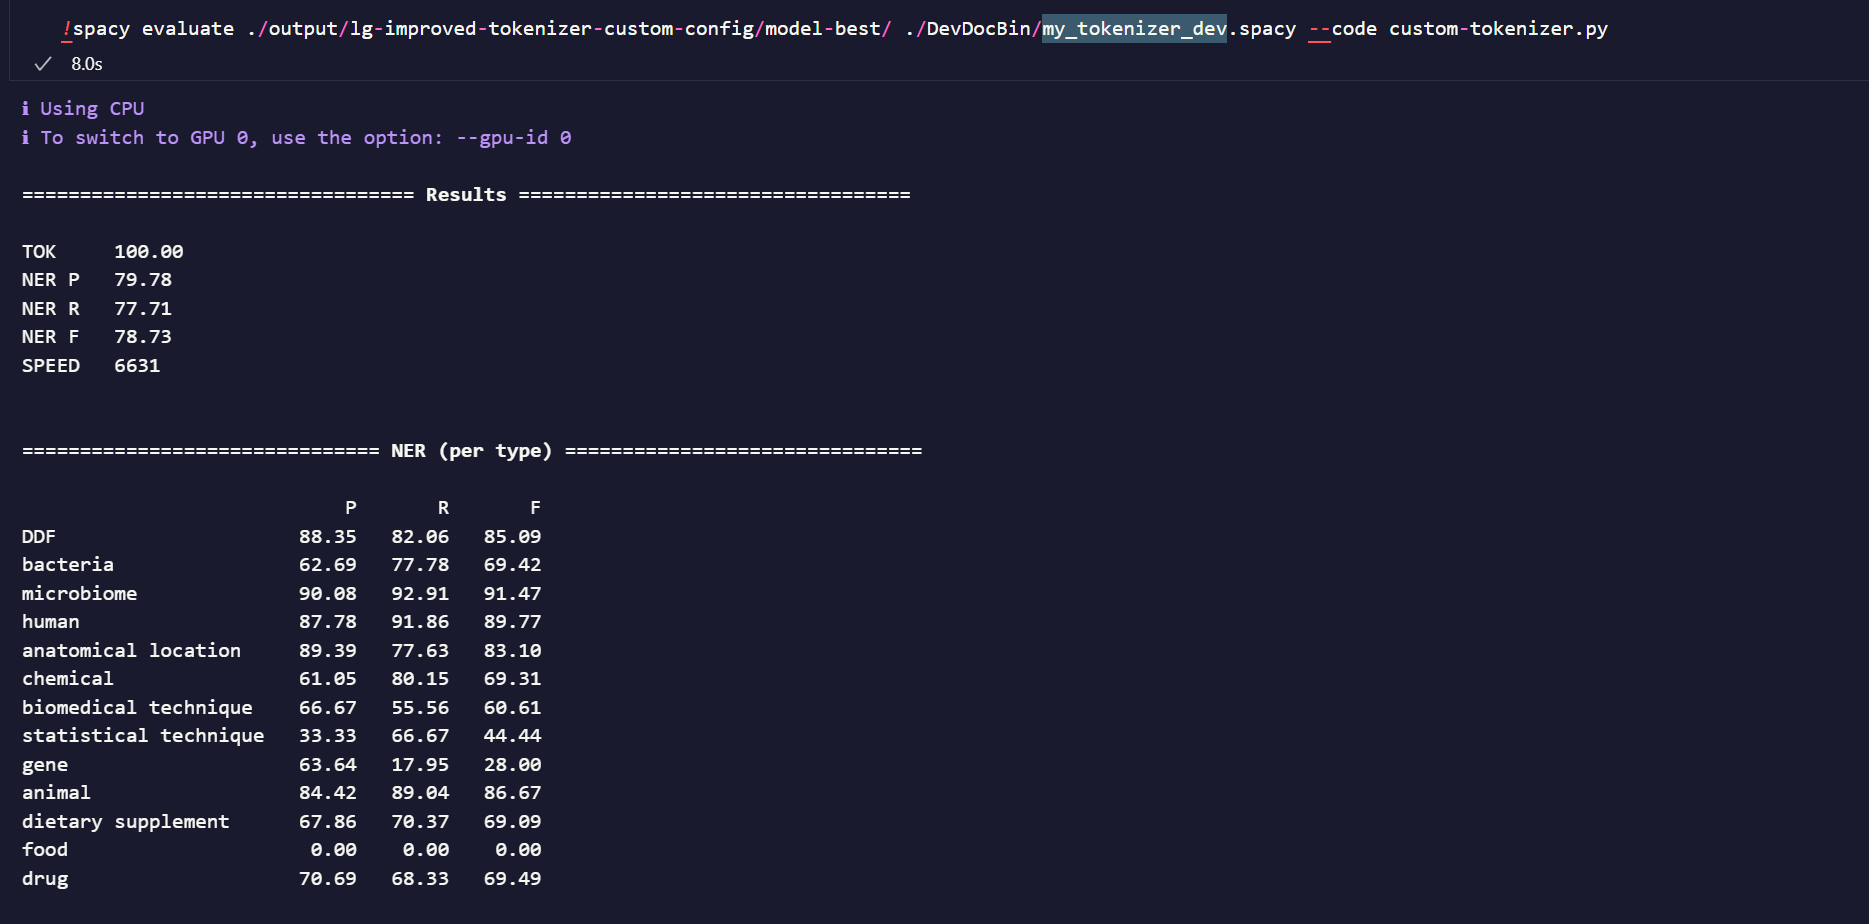 !spacy evaluate ./output/lg-improved-tokenizer-custom-config/model-best/ ./DevDocBin/my_tokenizer_dev.spacy --code custom-tokenizer.py
✓ 8.0s
ℹ Using CPU
ℹ To switch to GPU 0, use the option: --gpu-id 0
================================== Results ==================================
TOK     100.00
NER P   79.78
NER R   77.71
NER F   78.73
SPEED   6631
=============================== NER (per type) ===============================
                            P       R       F
DDF                     88.35   82.06   85.09
bacteria                62.69   77.78   69.42
microbiome              90.08   92.91   91.47
human                   87.78   91.86   89.77
anatomical location     89.39   77.63   83.10
chemical                61.05   80.15   69.31
biomedical technique    66.67   55.56   60.61
statistical technique   33.33   66.67   44.44
gene                    63.64   17.95   28.00
animal                  84.42   89.04   86.67
dietary supplement      67.86   70.37   69.09
food                     0.00    0.00    0.00
drug                    70.69   68.33   69.49